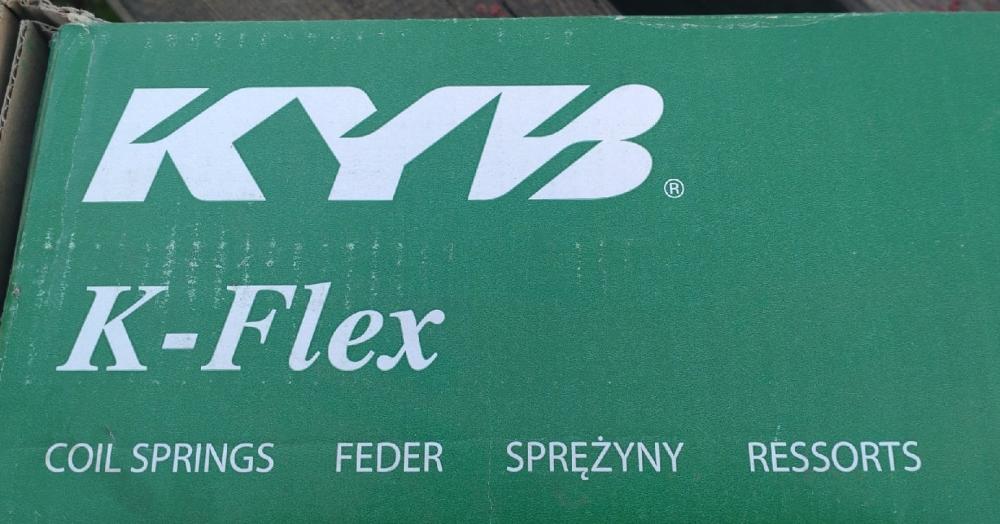 KYB®
K-Flex
COIL SPRINGS FEDER SPRĘŻYNY RESSORTS